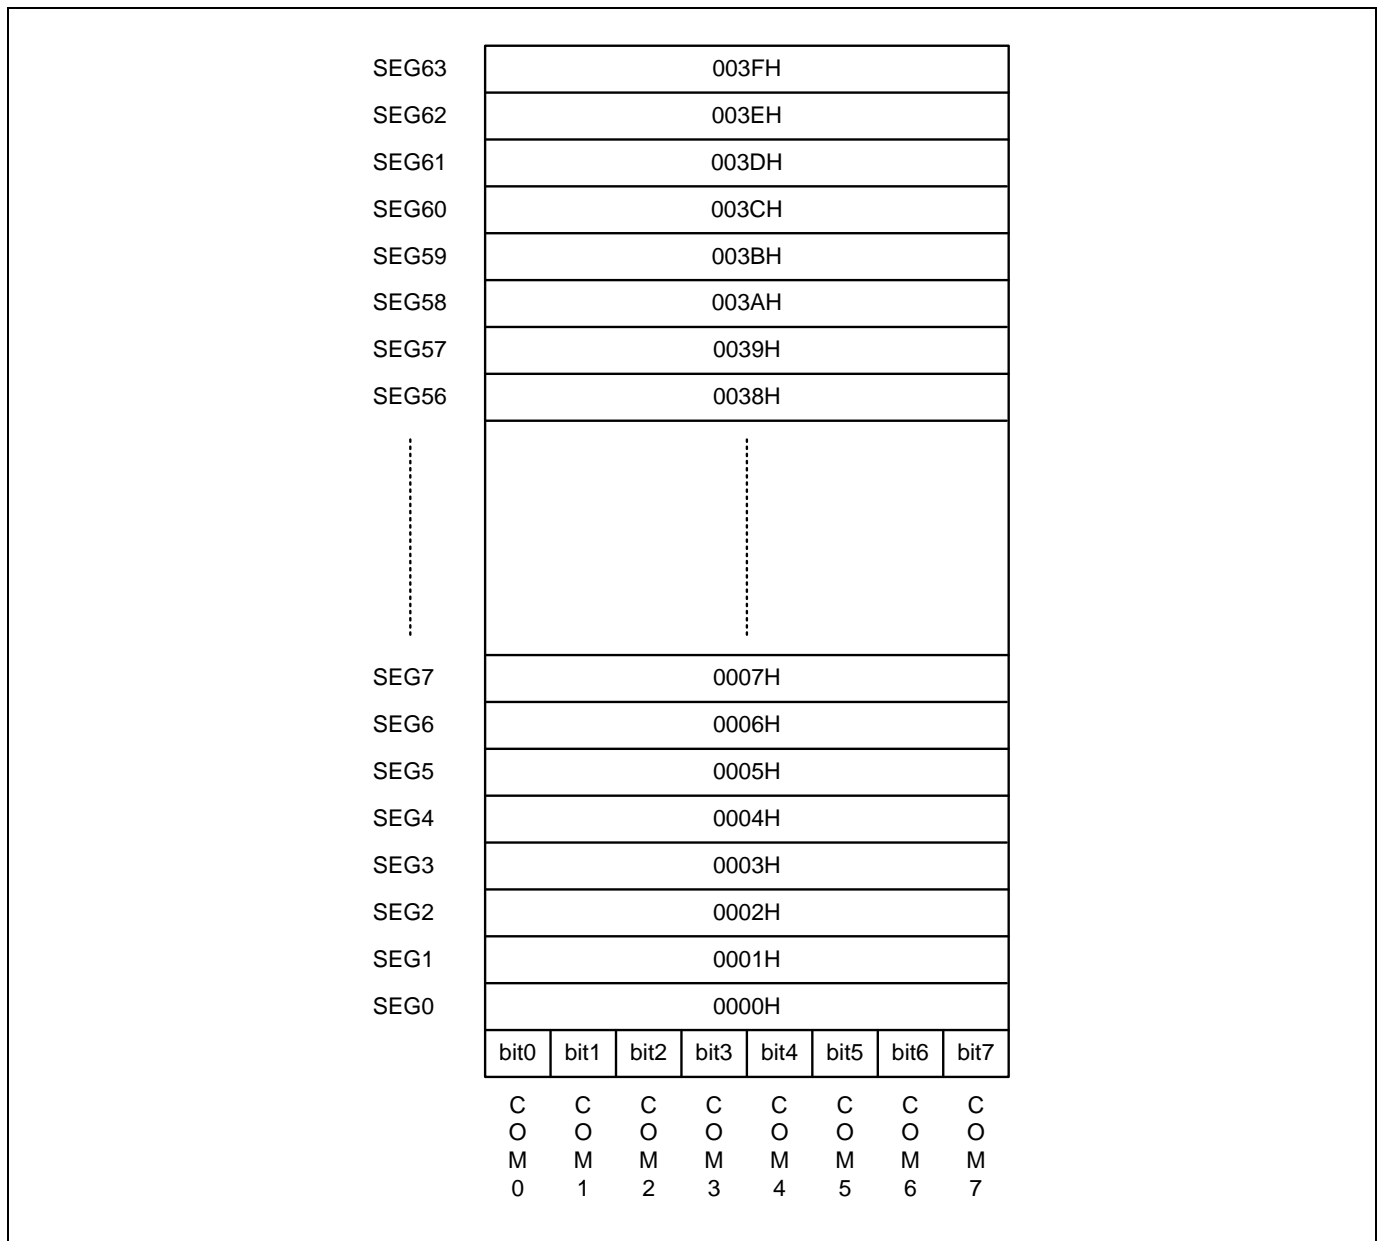 SEG63 003FH
SEG62 003EH
SEG61 003DH
SEG60 003CH
SEG59 003BH
SEG58 003AH
SEG57 0039H
SEG56 0038H
SEG7 0007H
SEG6 0006H
SEG5 0005H
SEG4 0004H
SEG3 0003H
SEG2 0002H
SEG1 0001H
SEG0 0000H
bit0 bit1 bit2 bit3 bit4 bit5 bit6 bit7
C C C C C C C C
O O O O O O O O
M M M M M M M M
0 1 2 3 4 5 6 7